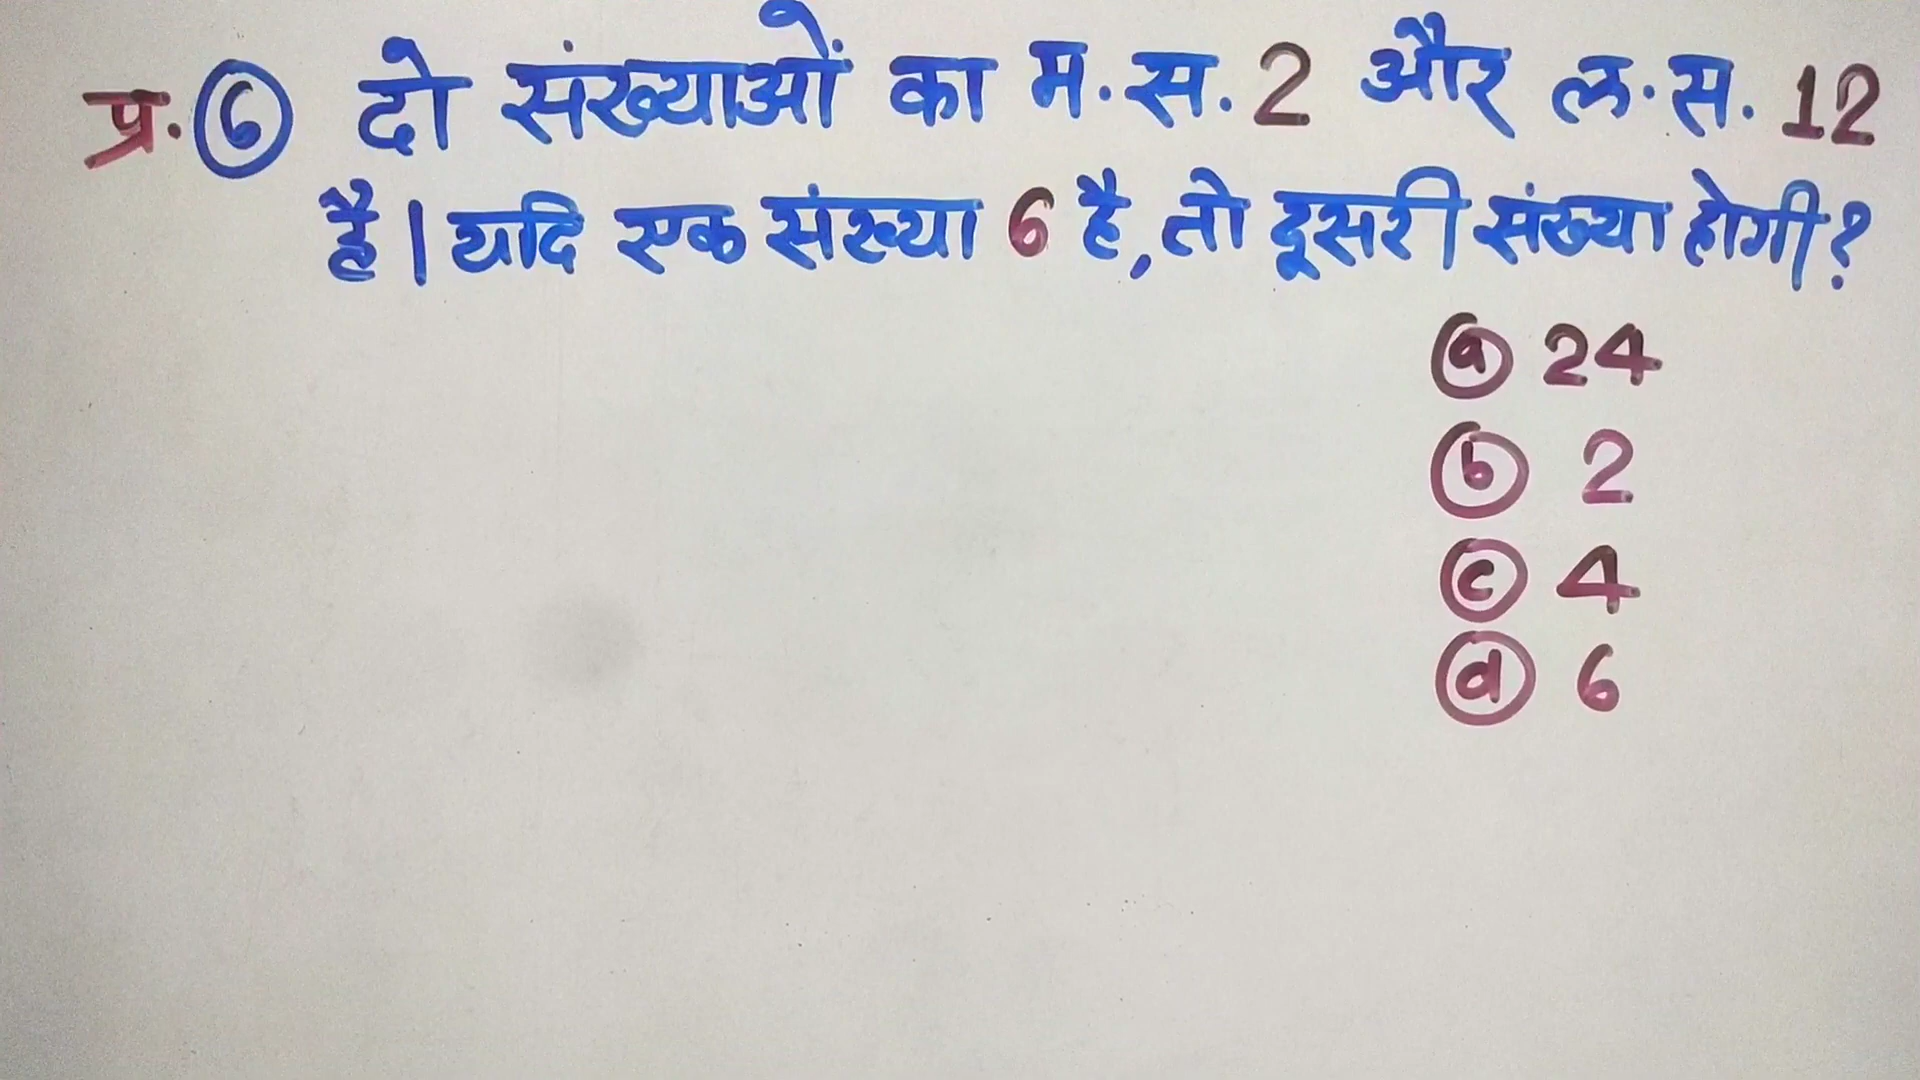 प्र. 6 दो संख्याओं का म.स. 2 और ल.स. 12
है। यदि एक संख्या 6 है, तो दूसरी संख्या होगी?
a 24
b 2
c 4
d 6